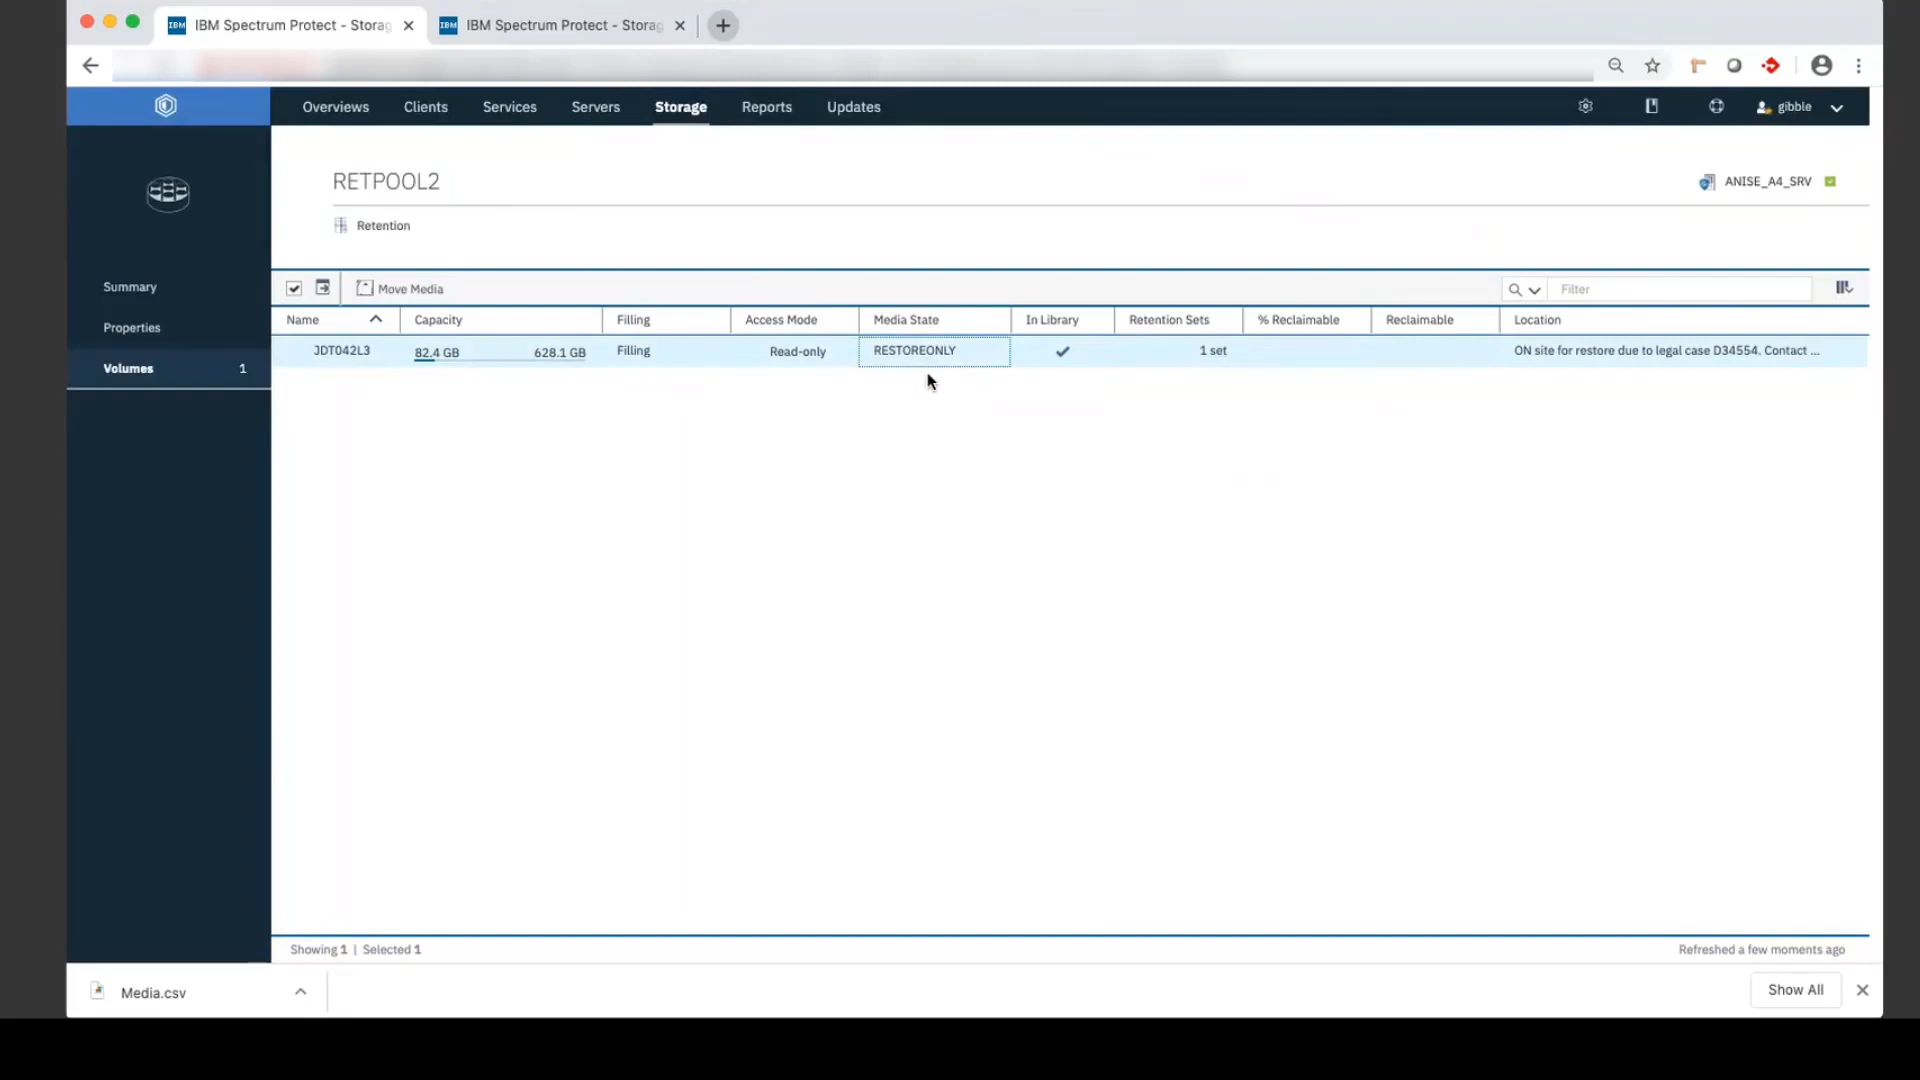 IBM IBM Spectrum Protect - Storag IBM IBM Spectrum Protect - Storag
Overviews Clients Services Servers Storage Reports Updates gibble
RETPOOL2 ANISE_A4_SRV
Retention
Summary
Properties
Volumes 1
Move Media Filter
Name Capacity Filling Access Mode Media State In Library Retention Sets % Reclaimable Reclaimable Location
JDT042L3 82.4 GB 628.1 GB Filling Read-only RESTOREONLY 1 set ON site for restore due to legal case D34554. Contact ...
Showing 1 | Selected 1 Refreshed a few moments ago
Media.csv Show All